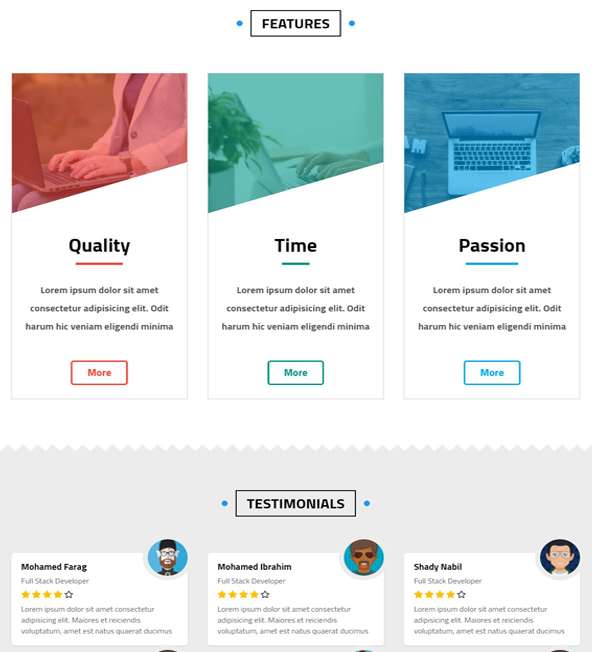 FEATURES
Quality
Lorem ipsum dolor sit amet
consectetur adipisicing elit. Odit
harum hic veniam eligendi minima
More
Time
Lorem ipsum dolor sit amet
consectetur adipisicing elit. Odit
harum hic veniam eligendi minima
More
Passion
Lorem ipsum dolor sit amet
consectetur adipisicing elit. Odit
harum hic veniam eligendi minima
More
TESTIMONIALS
Mohamed Farag
Full Stack Developer
Lorem ipsum dolor sit amet consectetur
adipisicing elit. Maiores et reiciendis
voluptatum, amet est natus quaerat ducimus
Mohamed Ibrahim
Full Stack Developer
Lorem ipsum dolor sit amet consectetur
adipisicing elit. Maiores et reiciendis
voluptatum, amet est natus quaerat ducimus
Shady Nabil
Full Stack Developer
Lorem ipsum dolor sit amet consectetur
adipisicing elit. Maiores et reiciendis
voluptatum, amet est natus quaerat ducimus